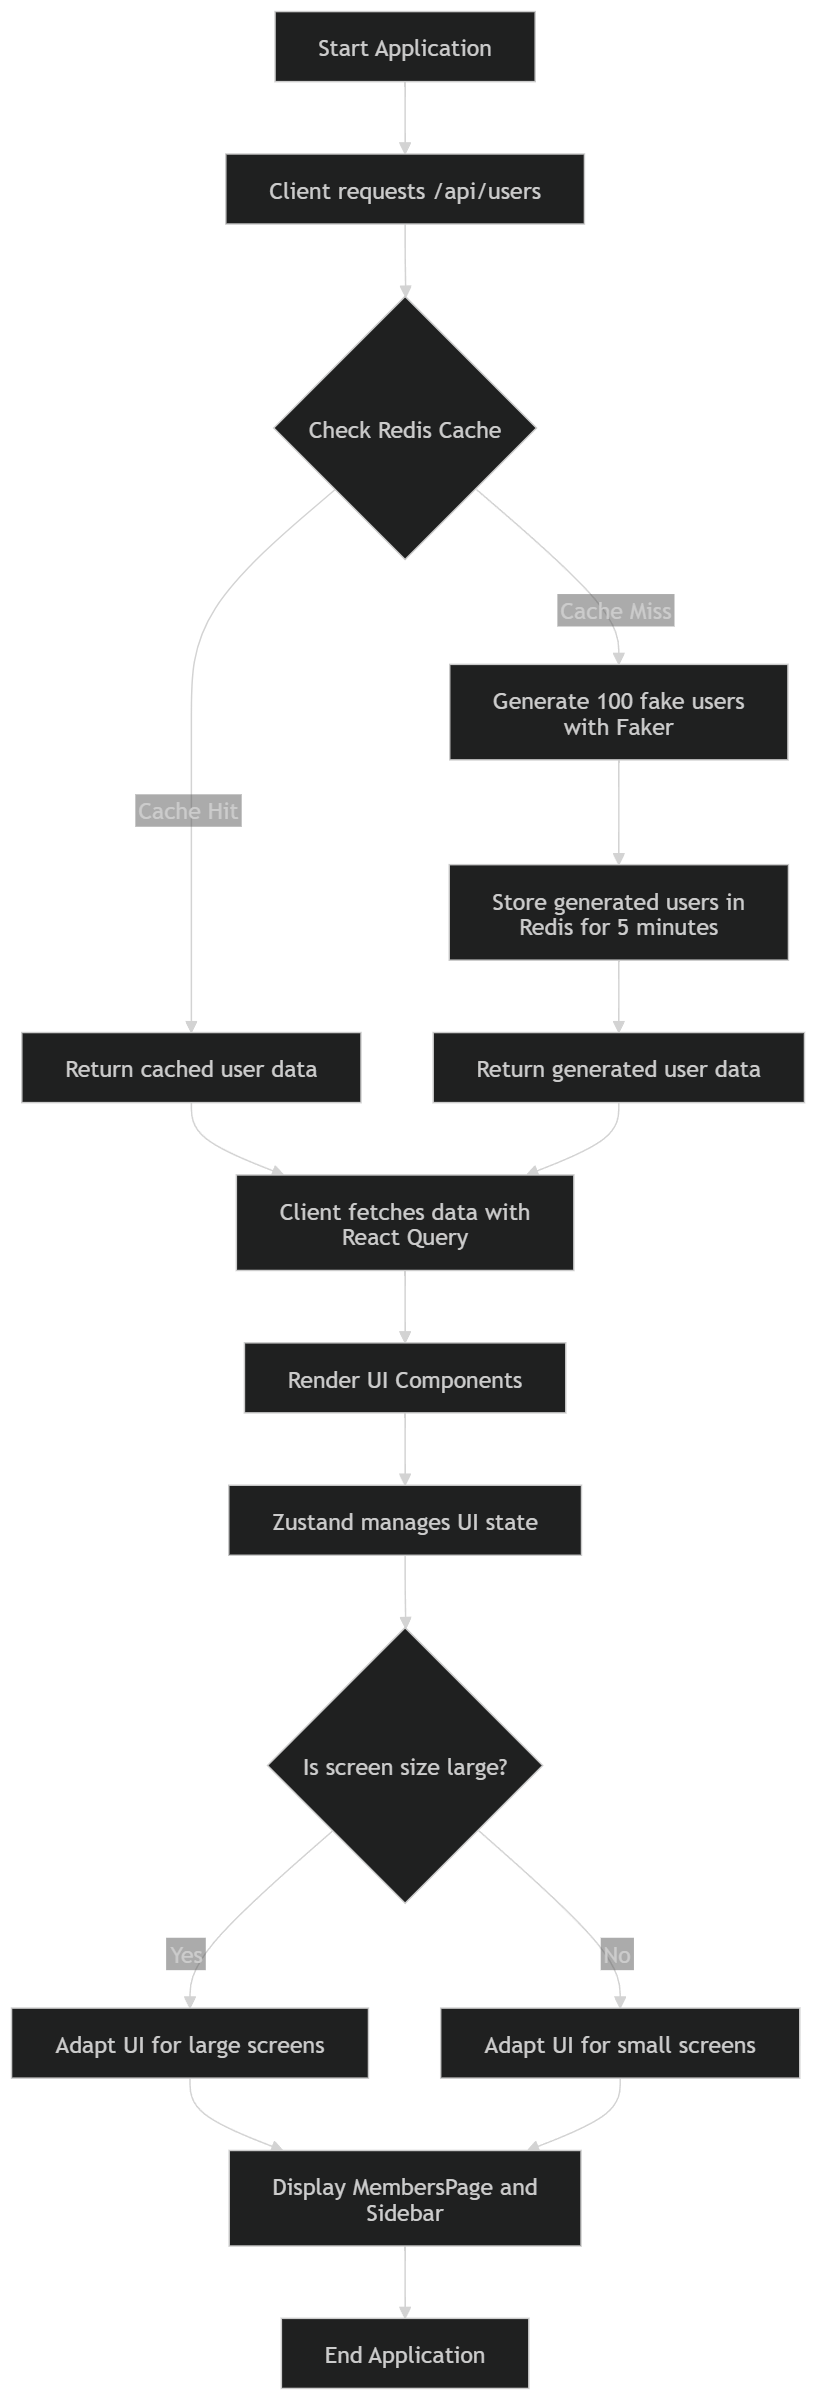 Start Application
Client requests /api/users
Check Redis Cache
Cache Miss
Generate 100 fake users
with Faker
Cache Hit
Store generated users in
Redis for 5 minutes
Return cached user data
Return generated user data
Client fetches data with
React Query
Render UI Components
Zustand manages UI state
Is screen size large?
Yes
No
Adapt UI for large screens
Adapt UI for small screens
Display MembersPage and
Sidebar
End Application